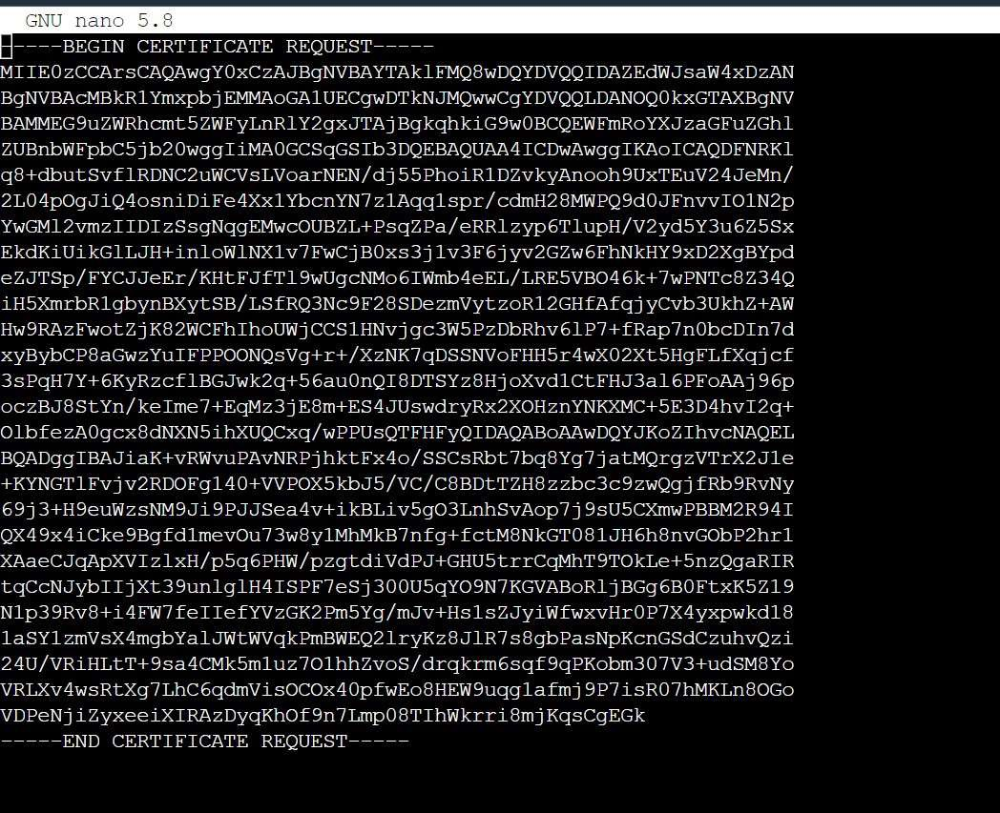 GNU nano 5.8
-----BEGIN CERTIFICATE REQUEST-----
MIIE0zCCArsCAQAwgY0xCzAJBgNVBAYTAklFMQ8wDQYDVQQIDAZEdWJsaW4xDzAN
BgNVBAcMBkR1YmxpbjEMMAoGA1UECgwDTkNJMQwwCgYDVQQLDANOQ0kxGTAXBgNV
BAMMEG9uZWRhcmt5ZWFyLnRlY2gxJTAjBgkqhkiG9w0BCQEWFmRoYXJzaGFuZGhl
ZUBnbWFpbC5jb20wggIiMA0GCSqGSIb3DQEBAQUAA4ICDwAwggIKAoICAQDFNRKl
q8+dbutSvflRDNC2uWCVsLVoarNEN/dj55PhoiR1DZvkyAnooh9UxTEuV24JeMn/
2L04pOgJiQ4osniDiFe4Xx1YbcnYN7z1Aqq1spr/cdmH28MWPQ9d0JFnvvIO1N2p
YwGMl2vmzIIDIzSsgNqgEMwcOUBZL+PsqZPa/eRRlzyp6TlupH/V2yd5Y3u6Z5Sx
EkdKiUikGlLJH+inloWlNX1v7FwCjB0xs3j1v3F6jyv2GZw6FhNkHY9xD2XgBYpd
eZJTSp/FYCJJeEr/KHtFJfTl9wUgcNMo6IWmb4eEL/LRE5VBO46k+7wPNTc8Z34Q
iH5XmrbR1gbynBXytSB/LSfRQ3Nc9F28SDezmVytzoR12GHfAfqjyCvb3UkhZ+AW
Hw9RAzFwotZjK82WCFhIhoUWjCCS1HNvjgc3W5PzDbRhv6lP7+fRap7n0bcDIn7d
xyBybCP8aGwzYuIFPPOONQsVg+r+/XzNK7qDSSNVoFHH5r4wX02Xt5HgFLfXqjcf
3sPqH7Y+6KyRzcflBGJwk2q+56au0nQI8DTSYz8HjoXvd1CtFHJ3al6PFoAAj96p
oczBJ8StYn/keIme7+EqMz3jE8m+ES4JUswdryRx2XOHznYNKXMC+5E3D4hvI2q+
OlbfezA0gcx8dNXN5ihXUQCxq/wPPUsQTFHFyQIDAQABoAAwDQYJKoZIhvcNAQEL
BQADggIBAJiaK+vRWvuPAvNRPjhktFx4o/SSCsRbt7bq8Yg7jatMQrgzVTrX2J1e
+KYNGTlFvjv2RDOFg140+VVPOX5kbJ5/VC/C8BDtTZH8zzbc3c9zwQgjfRb9RvNy
69j3+H9euWzsNM9Ji9PJJSea4v+ikBLiv5gO3LnhSvAop7j9sU5CXmwPBBM2R94I
QX49x4iCke9Bgfd1mevOu73w8y1MhMkB7nfg+fctM8NkGT081JH6h8nvGObP2hr1
XAaeCJqApXVIzlxH/p5q6PHW/pzgtdiVdPJ+GHU5trrCqMhT9TOkLe+5nzQgaRIR
tqCcNJybIIjXt39unlglH4ISPF7eSj300U5qYO9N7KGVABoRljBGg6B0FtxK5Z19
N1p39Rv8+i4FW7feIIefYVzGK2Pm5Yg/mJv+Hs1sZJyiWfwxvHr0P7X4yxpwkd18
1aSY1zmVsX4mgbYalJWtWVqkPmBWEQ2lryKz8JlR7s8gbPasNpKcnGSdCzuhvQzi
24U/VRiHLtT+9sa4CMk5m1uz7O1hhZvoS/drqkrm6sqf9qPKobm307V3+udSM8Yo
VRLXv4wsRtXg7LhC6qdmVisOCOx40pfwEo8HEW9uqg1afmj9P7isR07hMKLn8OGo
VDPeNjiZyxeeiXIRAzDyqKhOf9n7Lmp08TIhWkrri8mjKqsCgEGk
-----END CERTIFICATE REQUEST-----